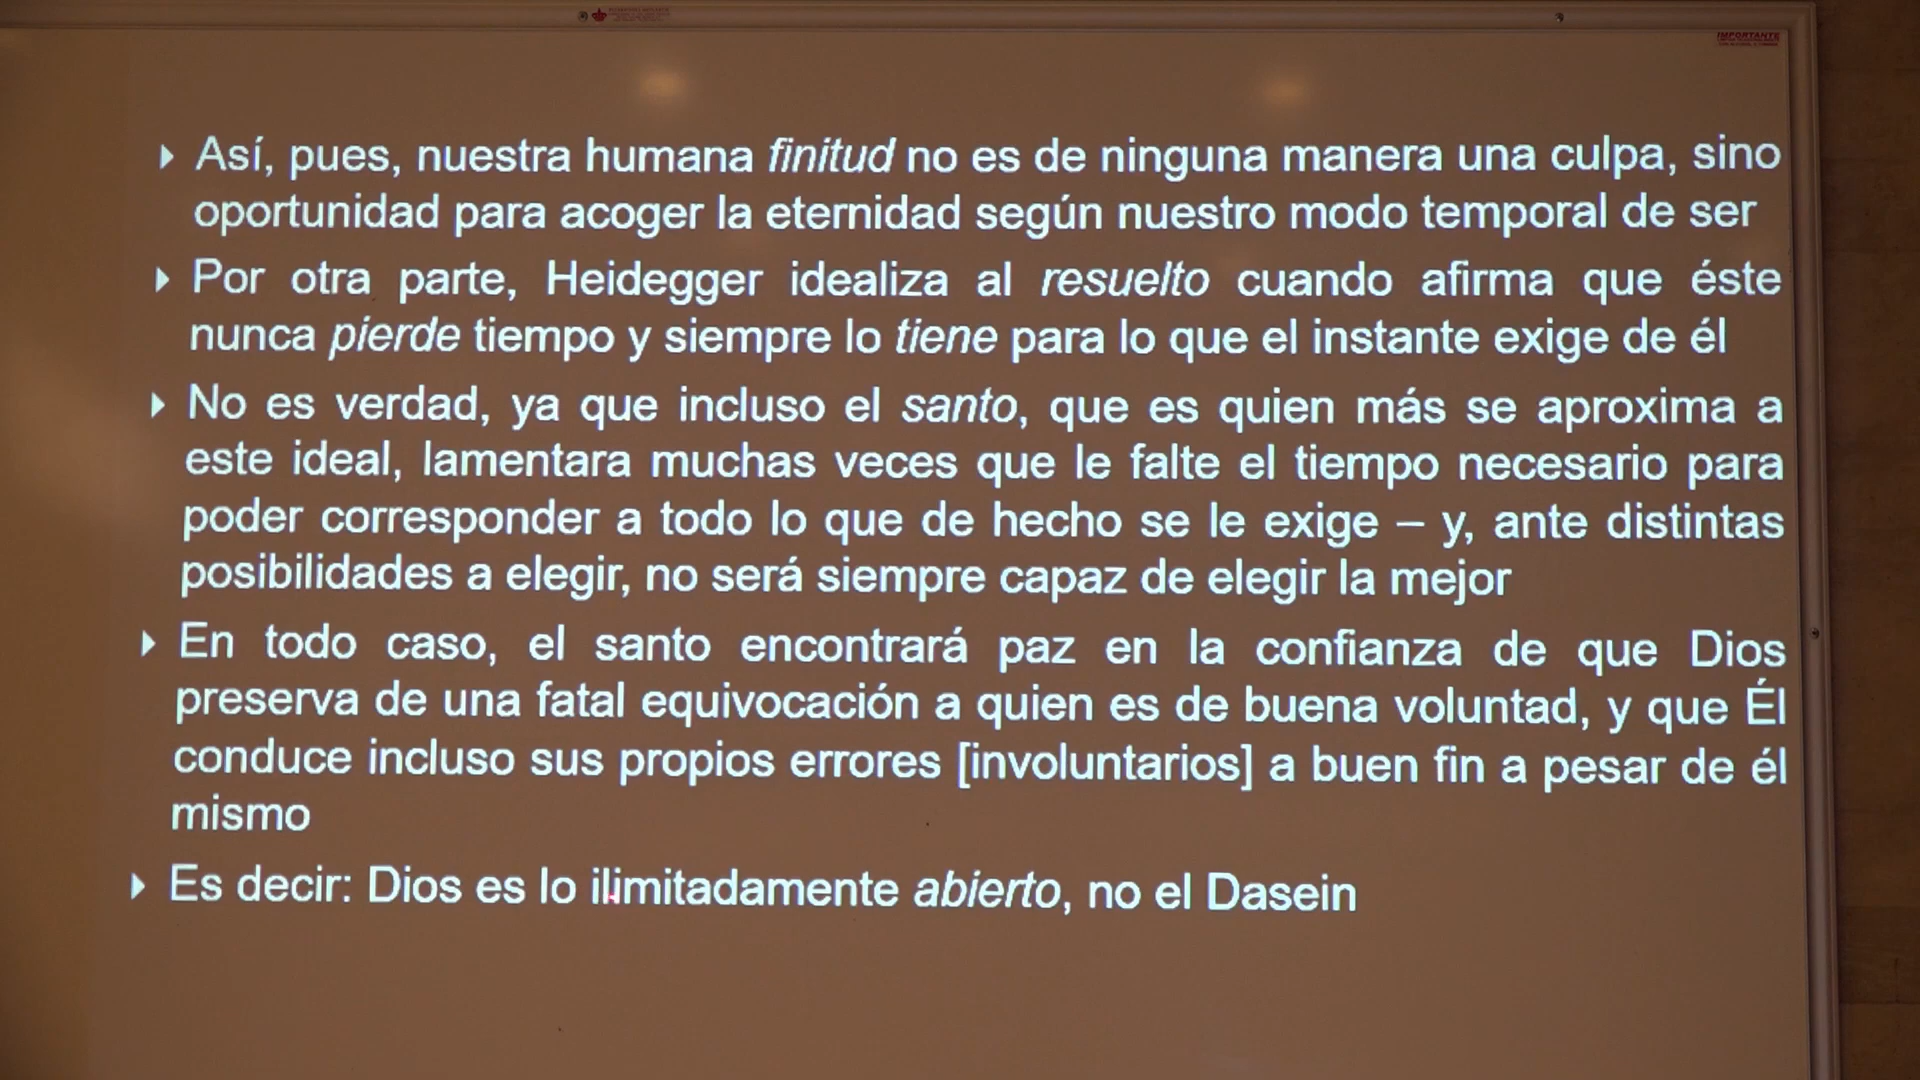 IMPORTANTE
Así, pues, nuestra humana finitud no es de ninguna manera una culpa, sino
oportunidad para acoger la eternidad según nuestro modo temporal de ser
Por otra parte, Heidegger idealiza al resuelto cuando afirma que éste
nunca pierde tiempo y siempre lo tiene para lo que el instante exige de él
No es verdad, ya que incluso el santo, que es quien más se aproxima a
este ideal, lamentara muchas veces que le falte el tiempo necesario para
poder corresponder a todo lo que de hecho se le exige – y, ante distintas
posibilidades a elegir, no será siempre capaz de elegir la mejor
En todo caso, el santo encontrará paz en la confianza de que Dios
preserva de una fatal equivocación a quien es de buena voluntad, y que Él
conduce incluso sus propios errores [involuntarios] a buen fin a pesar de él
mismo
Es decir: Dios es lo ilimitadamente abierto, no el Dasein